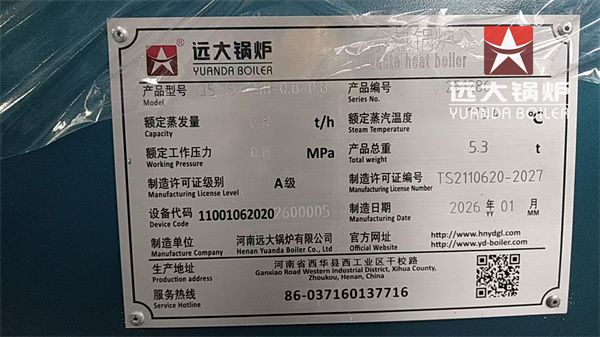 远大锅炉
YUANDA BOILER
锅炉
waste heat boiler
远大锅炉
YUANDA BOILER
产品型号
Model
产品编号
Series No.
额定蒸发量 t/h
Capacity
额定蒸汽温度 ℃
Steam Temperature
额定工作压力 MPa
Working Pressure
产品总重 5.3 t
Total weight
制造许可证级别 A级
Manufacturing License Level
制造许可证编号 TS2110620-2027
Manufacturing License Number
设备代码 110010620202600005
Device Code
制造日期 2026 年 01 月
Manufacturing Date YY MM
制造单位 河南远大锅炉有限公司
Manufacture Company Henan Yuanda Boiler Co., Ltd
官方网址 http://www.hnydgl.com
Official Website http://www.yd-boiler.com
生产地址 河南省西华县西工业区干校路
Production address Ganxiao Road Western Industrial District, Xihua County,
Zhoukou, Henan, China
服务热线 86-037160137716
Service Hotline